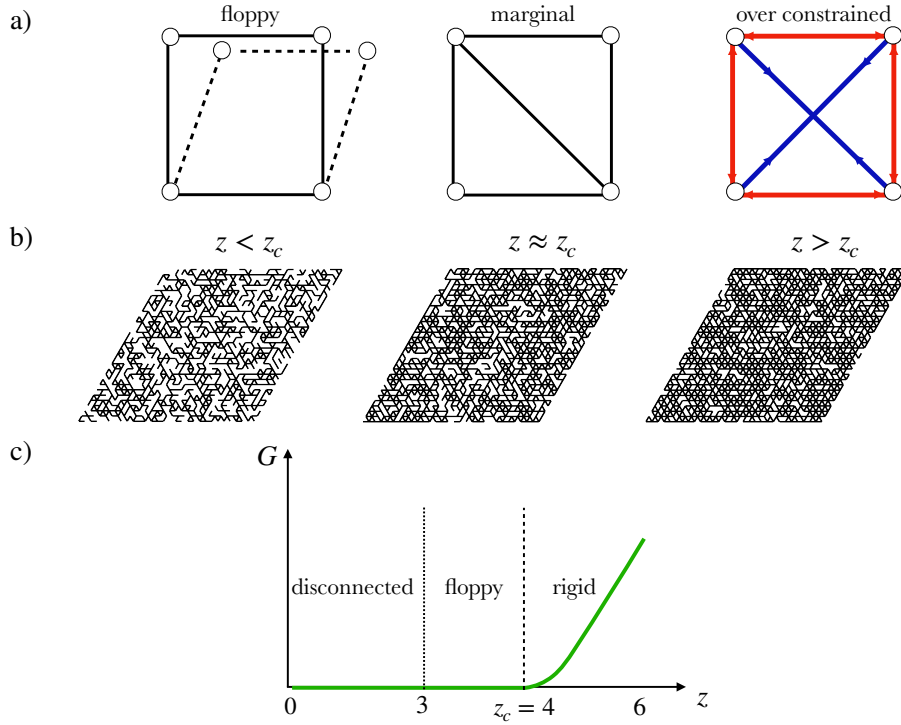 a)
floppy
marginal
over constrained
b)
z < z_c
z ≈ z_c
z > z_c
c)
G
disconnected
floppy
rigid
0
3
z_c = 4
6
z